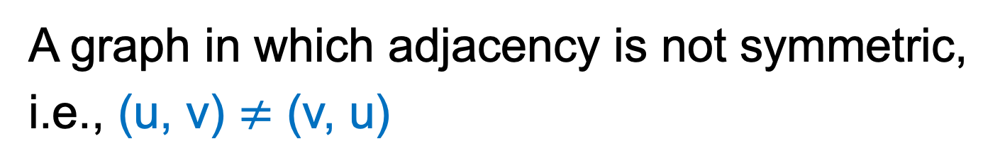 A graph in which adjacency is not symmetric,
i.e., (u, v) ≠ (v, u)